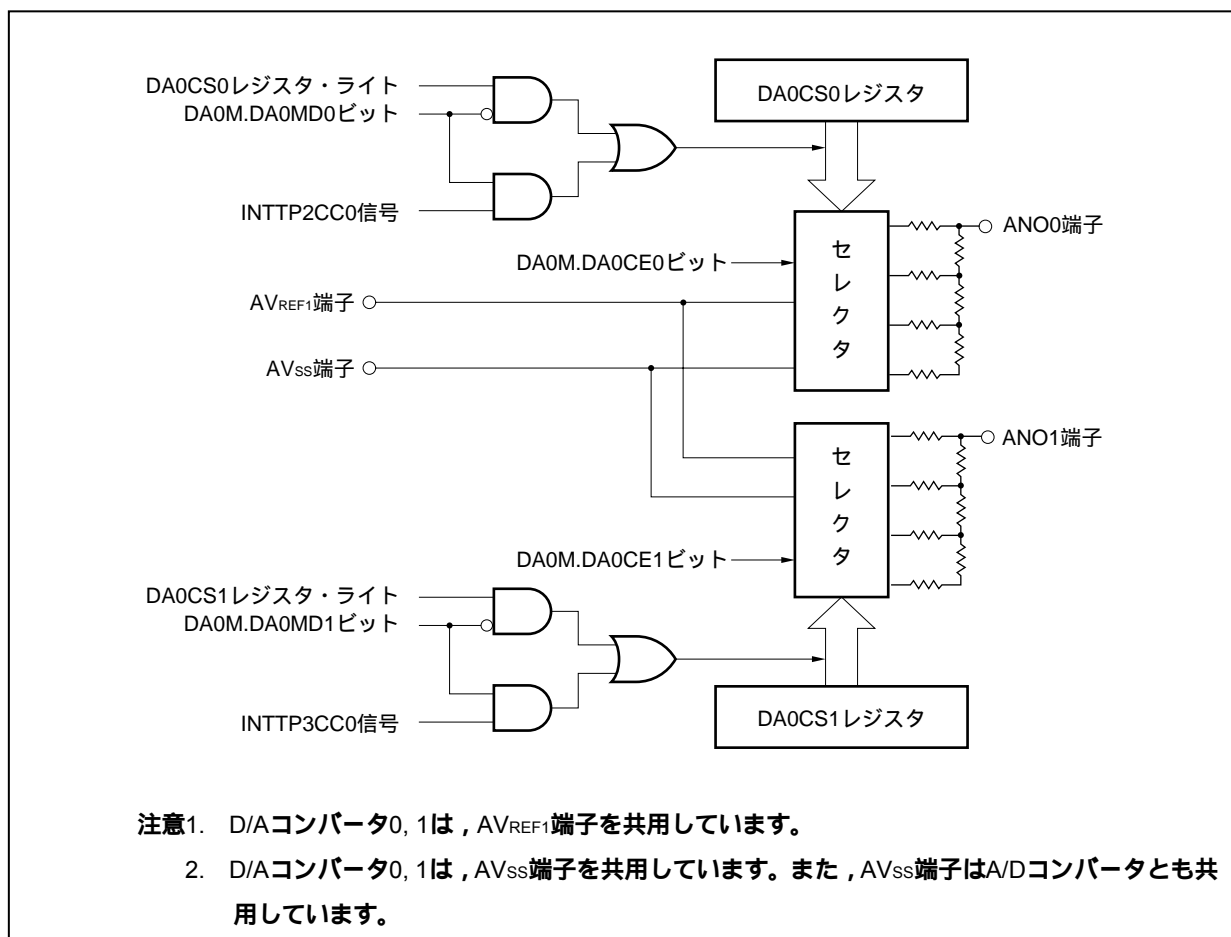 DA0CS0レジスタ・ライト
DA0M.DA0MD0ビット
INTTP2CC0信号
DA0CS0レジスタ
セレクタ
ANO0端子
DA0M.DA0CE0ビット
AVREF1端子
AVSS端子
セレクタ
ANO1端子
DA0M.DA0CE1ビット
DA0CS1レジスタ・ライト
DA0M.DA0MD1ビット
INTTP3CC0信号
DA0CS1レジスタ
注意1. D/Aコンバータ0, 1は，AVREF1端子を共用しています。
2. D/Aコンバータ0, 1は，AVSS端子を共用しています。また，AVSS端子はA/Dコンバータとも共
用しています。